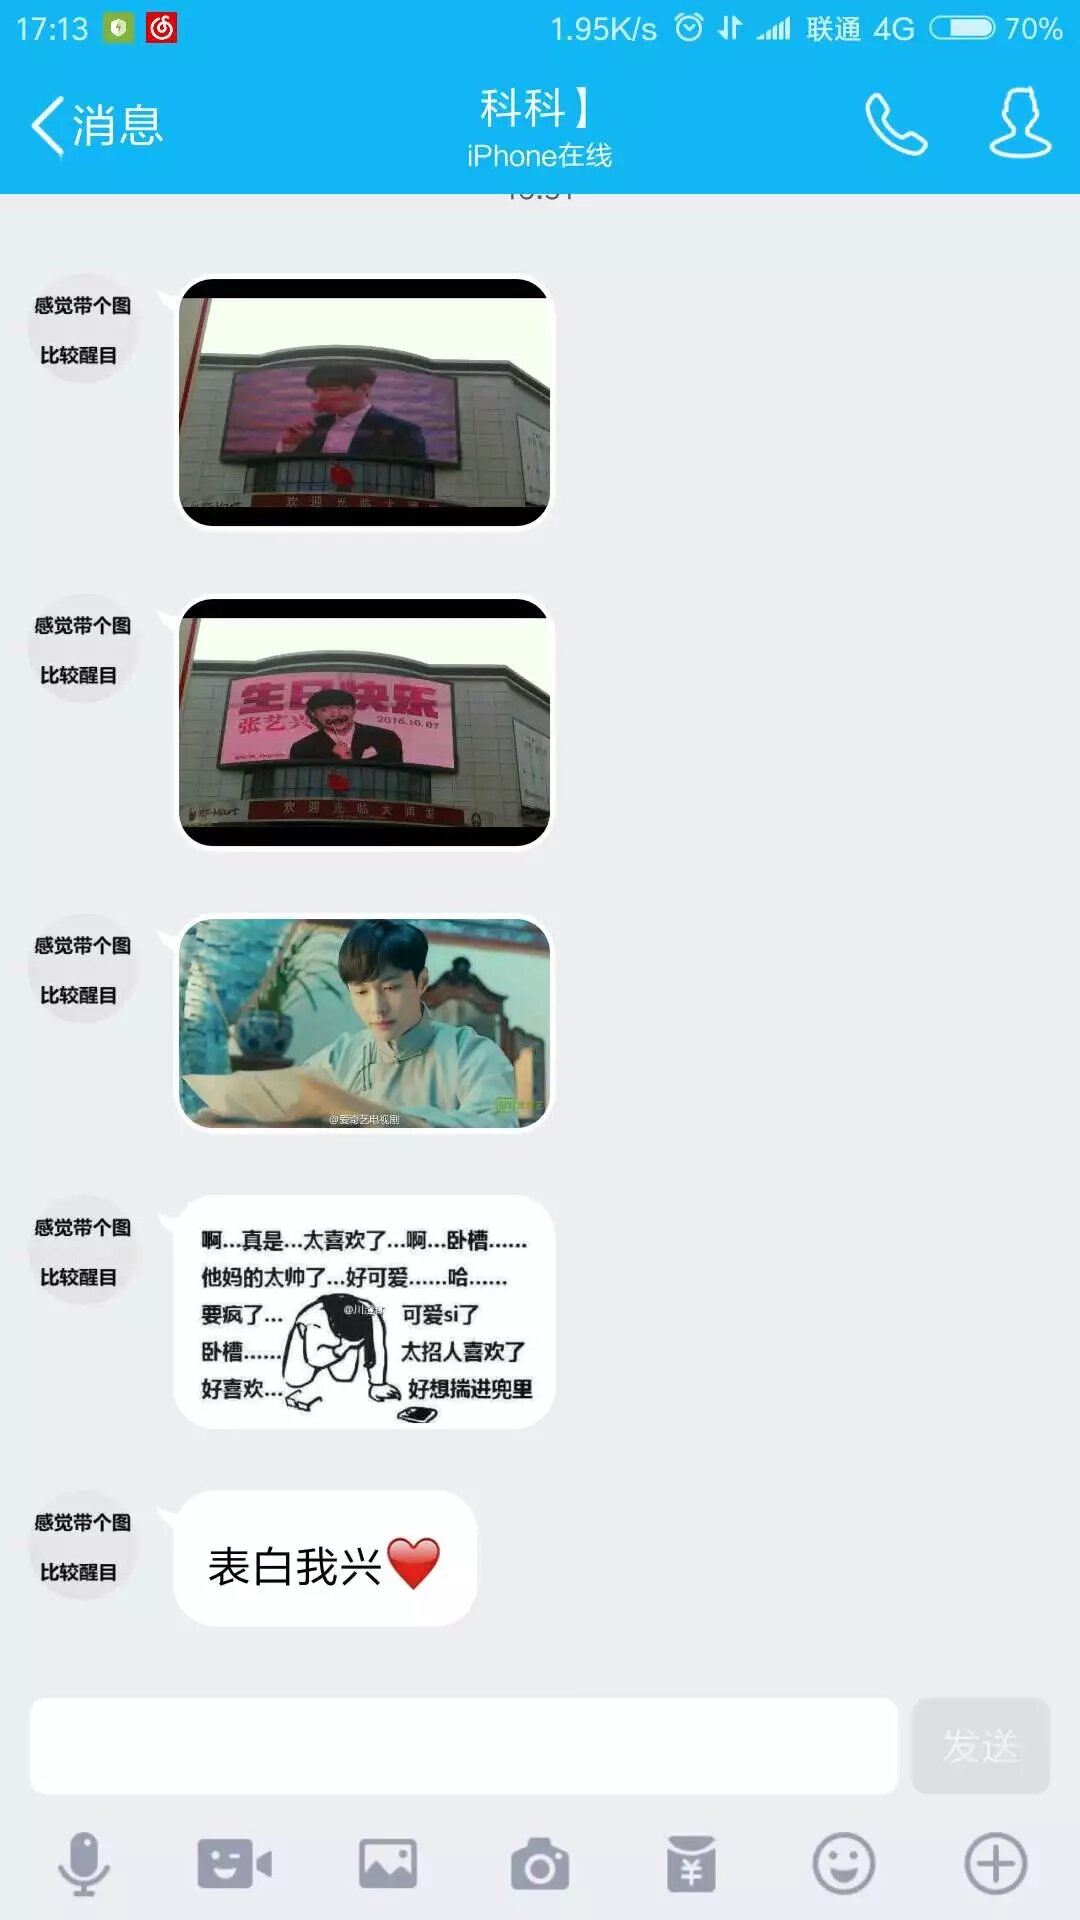 17:13
1.95K/s 联通 4G 70%
消息
科科】
iPhone在线
感觉带个图
比较醒目
欢迎光临大
感觉带个图
比较醒目
生日快乐
张艺兴
2016.10.07
欢迎光临大润发
感觉带个图
比较醒目
@爱奇艺电视剧
感觉带个图
比较醒目
啊...真是...太喜欢了...啊...卧槽......
他妈的太帅了...好可爱......哈......
要疯了... 可爱si了
卧槽...... 太招人喜欢了
好喜欢... 好想揣进兜里
感觉带个图
比较醒目
表白我兴❤️
发送